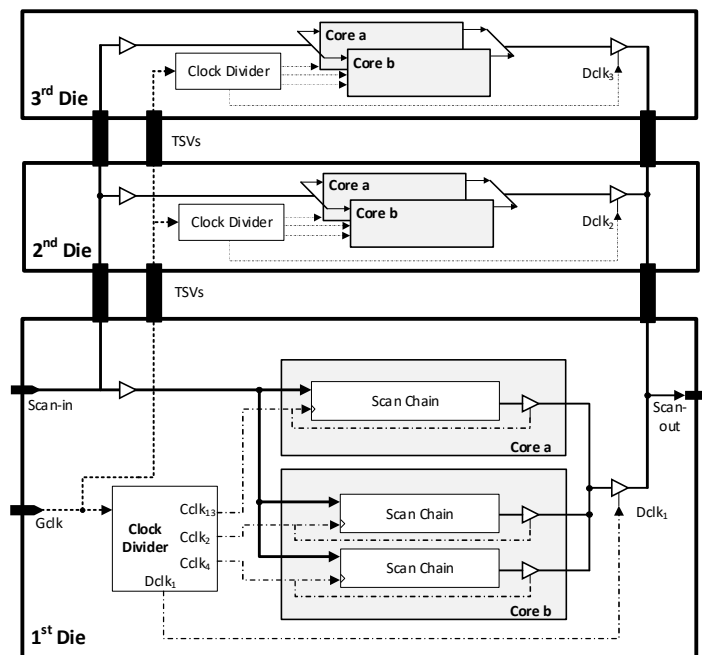 Core a
Clock Divider
Core b
Dclk3
3rd Die
TSVs
Core a
Clock Divider
Core b
Dclk2
2nd Die
TSVs
Scan-in
Scan Chain
Scan-
out
Core a
Gclk
Clock
Divider
Cclk13
Cclk2
Cclk4
Dclk1
Scan Chain
Scan Chain
Dclk1
Core b
1st Die